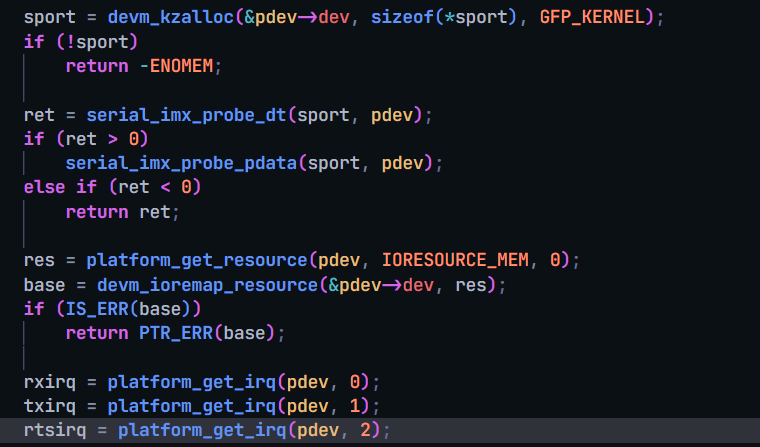 sport = devm_kzalloc(&pdev->dev, sizeof(*sport), GFP_KERNEL);
if (!sport)
    return -ENOMEM;

ret = serial_imx_probe_dt(sport, pdev);
if (ret > 0)
    serial_imx_probe_pdata(sport, pdev);
else if (ret < 0)
    return ret;

res = platform_get_resource(pdev, IORESOURCE_MEM, 0);
base = devm_ioremap_resource(&pdev->dev, res);
if (IS_ERR(base))
    return PTR_ERR(base);

rxirq = platform_get_irq(pdev, 0);
txirq = platform_get_irq(pdev, 1);
rtsirq = platform_get_irq(pdev, 2);